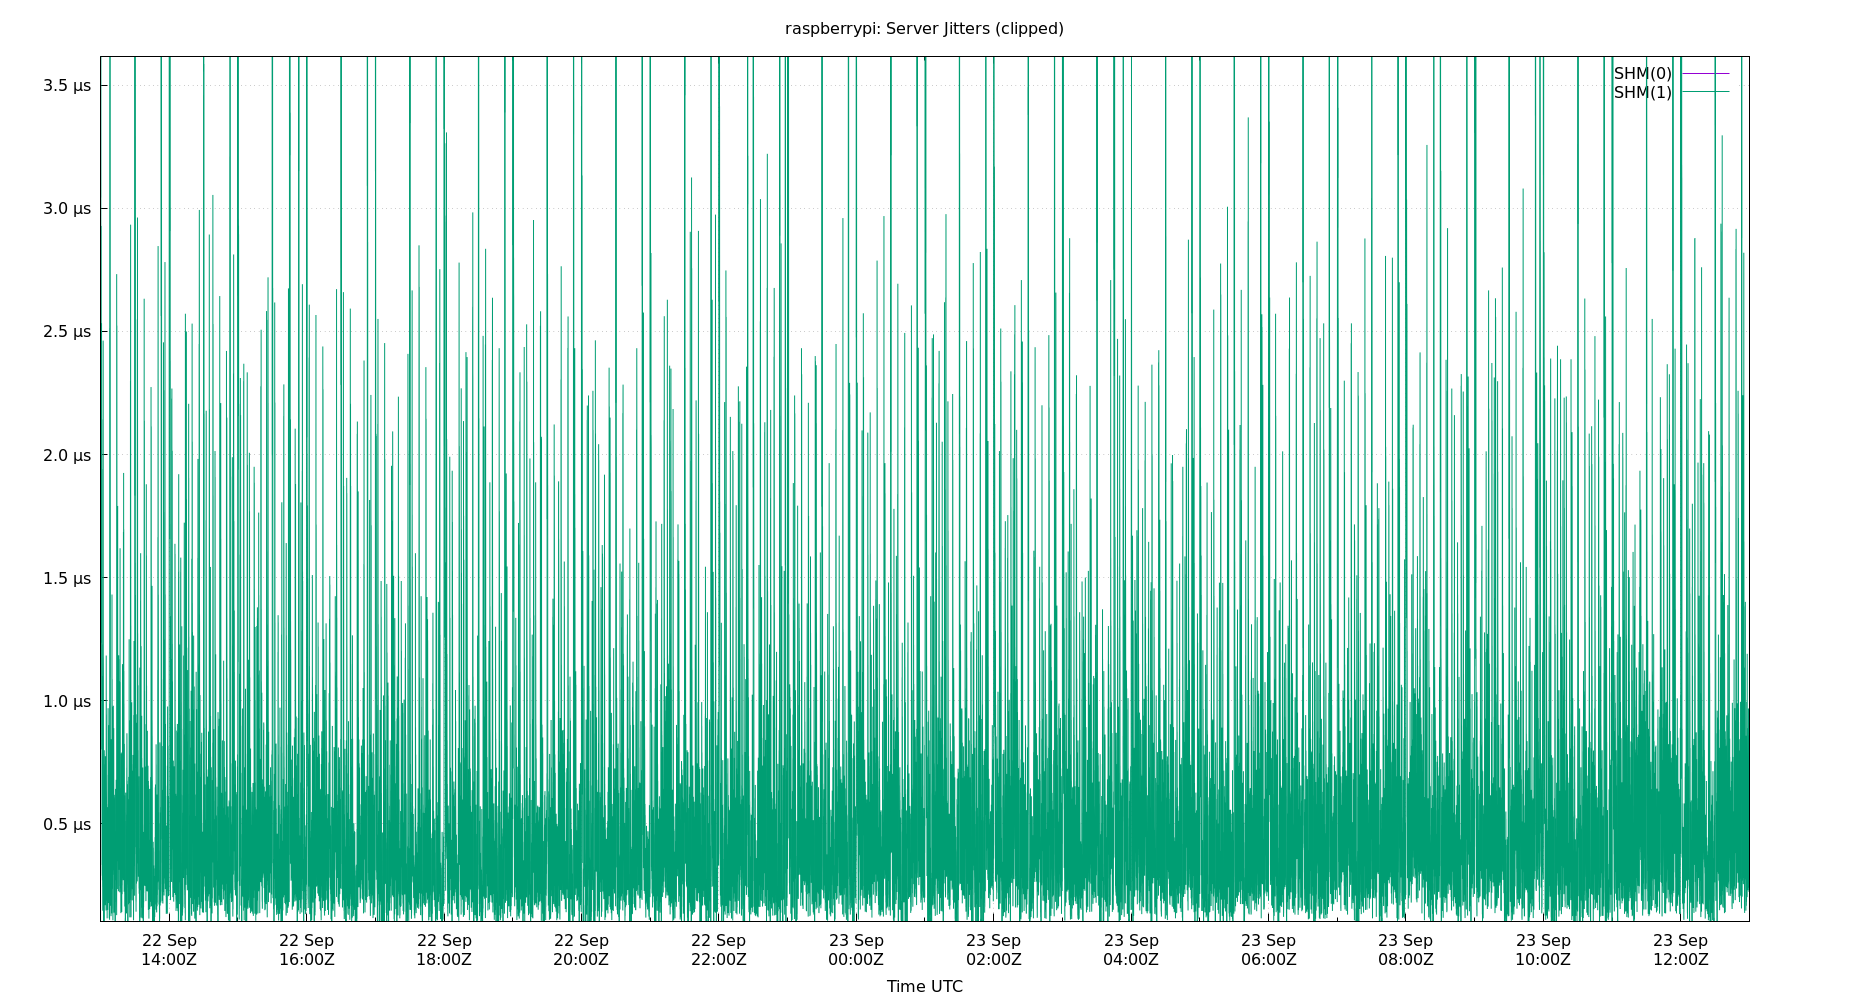 raspberrypi: Server Jitters (clipped)
SHM(0)
SHM(1)
3.5 µs
3.0 µs
2.5 µs
2.0 µs
1.5 µs
1.0 µs
0.5 µs
22 Sep 22 Sep 22 Sep 22 Sep 22 Sep 23 Sep 23 Sep 23 Sep 23 Sep 23 Sep 23 Sep 23 Sep
14:00Z 16:00Z 18:00Z 20:00Z 22:00Z 00:00Z 02:00Z 04:00Z 06:00Z 08:00Z 10:00Z 12:00Z
Time UTC